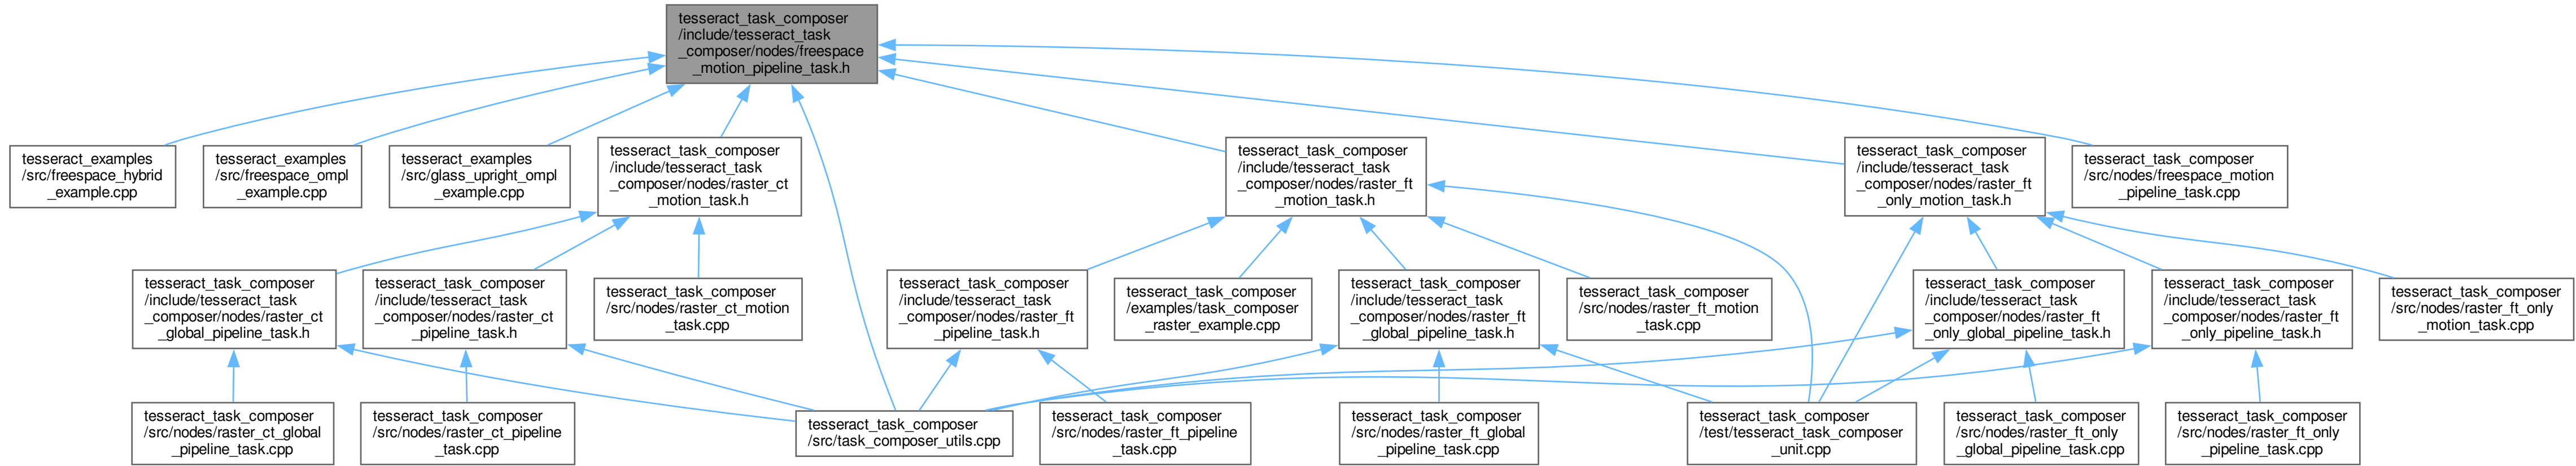 tesseract_task_composer
/include/tesseract_task
_composer/nodes/freespace
_motion_pipeline_task.h
tesseract_examples
/src/freespace_hybrid
_example.cpp
tesseract_examples
/src/freespace_ompl
_example.cpp
tesseract_examples
/src/glass_upright_ompl
_example.cpp
tesseract_task_composer
/include/tesseract_task
_composer/nodes/raster_ct
_motion_task.h
tesseract_task_composer
/include/tesseract_task
_composer/nodes/raster_ft
_motion_task.h
tesseract_task_composer
/include/tesseract_task
_composer/nodes/raster_ft
_only_motion_task.h
tesseract_task_composer
/src/nodes/freespace_motion
_pipeline_task.cpp
tesseract_task_composer
/include/tesseract_task
_composer/nodes/raster_ct
_global_pipeline_task.h
tesseract_task_composer
/include/tesseract_task
_composer/nodes/raster_ct
_pipeline_task.h
tesseract_task_composer
/src/nodes/raster_ct_motion
_task.cpp
tesseract_task_composer
/include/tesseract_task
_composer/nodes/raster_ft
_pipeline_task.h
tesseract_task_composer
/examples/task_composer
_raster_example.cpp
tesseract_task_composer
/include/tesseract_task
_composer/nodes/raster_ft
_global_pipeline_task.h
tesseract_task_composer
/src/nodes/raster_ft_motion
_task.cpp
tesseract_task_composer
/include/tesseract_task
_composer/nodes/raster_ft
_only_global_pipeline_task.h
tesseract_task_composer
/include/tesseract_task
_composer/nodes/raster_ft
_only_pipeline_task.h
tesseract_task_composer
/src/nodes/raster_ft_only
_motion_task.cpp
tesseract_task_composer
/src/nodes/raster_ct_global
_pipeline_task.cpp
tesseract_task_composer
/src/nodes/raster_ct_pipeline
_task.cpp
tesseract_task_composer
/src/task_composer_utils.cpp
tesseract_task_composer
/src/nodes/raster_ft_pipeline
_task.cpp
tesseract_task_composer
/src/nodes/raster_ft_global
_pipeline_task.cpp
tesseract_task_composer
/test/tesseract_task_composer
_unit.cpp
tesseract_task_composer
/src/nodes/raster_ft_only
_global_pipeline_task.cpp
tesseract_task_composer
/src/nodes/raster_ft_only
_pipeline_task.cpp